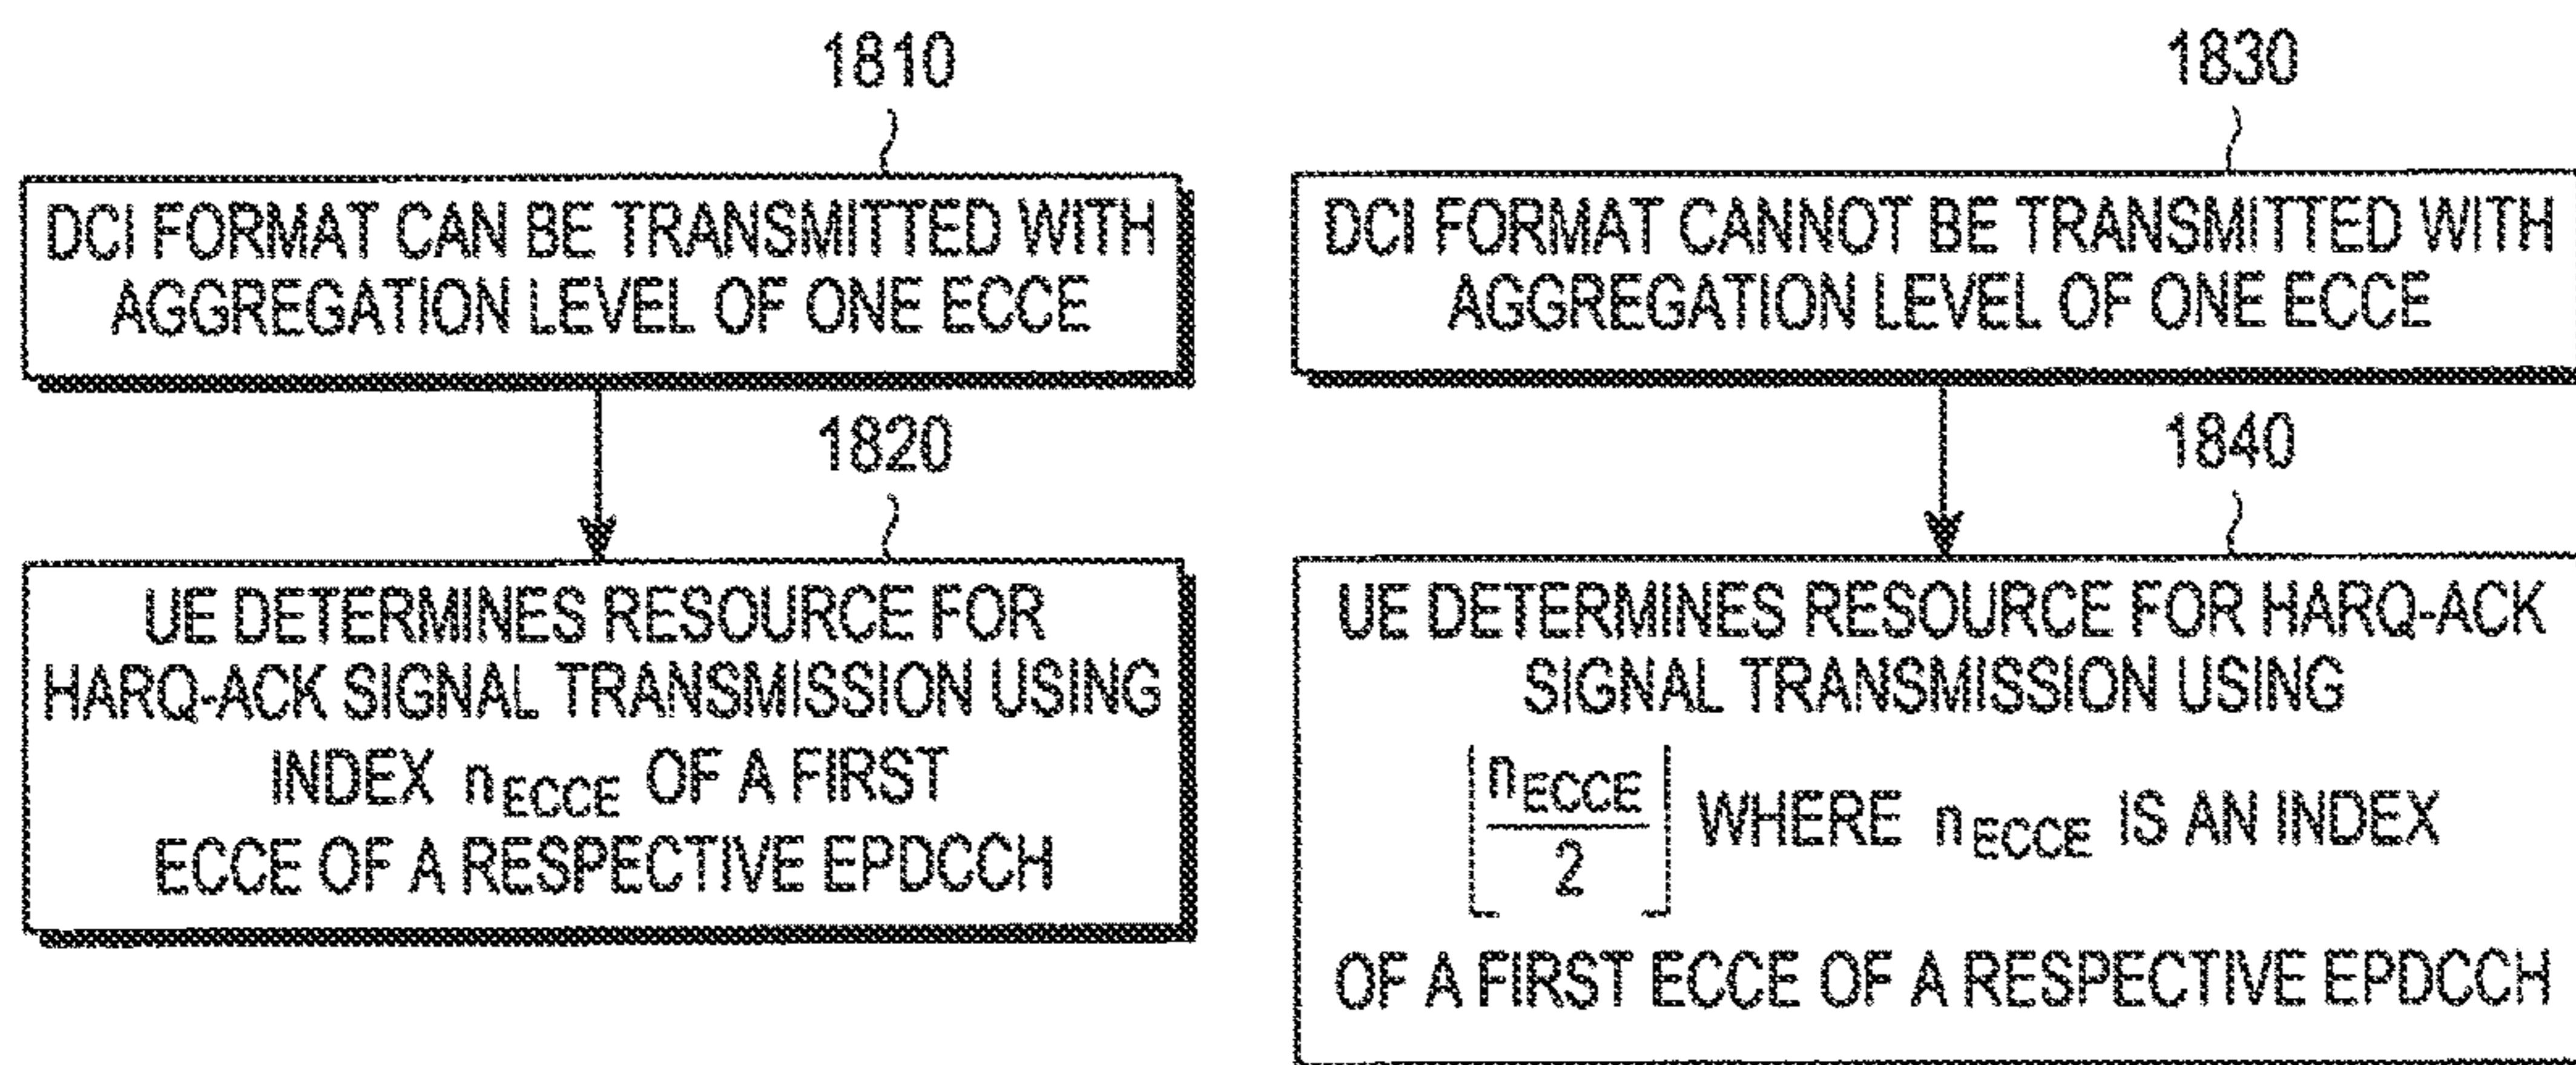 1810
DCI FORMAT CAN BE TRANSMITTED WITH
AGGREGATION LEVEL OF ONE ECCE
1820
UE DETERMINES RESOURCE FOR
HARQ-ACK SIGNAL TRANSMISSION USING
INDEX n_ECCE OF A FIRST
ECCE OF A RESPECTIVE EPDCCH
1830
DCI FORMAT CANNOT BE TRANSMITTED WITH
AGGREGATION LEVEL OF ONE ECCE
1840
UE DETERMINES RESOURCE FOR HARQ-ACK
SIGNAL TRANSMISSION USING
⌊n_ECCE/2⌋ WHERE n_ECCE IS AN INDEX
OF A FIRST ECCE OF A RESPECTIVE EPDCCH